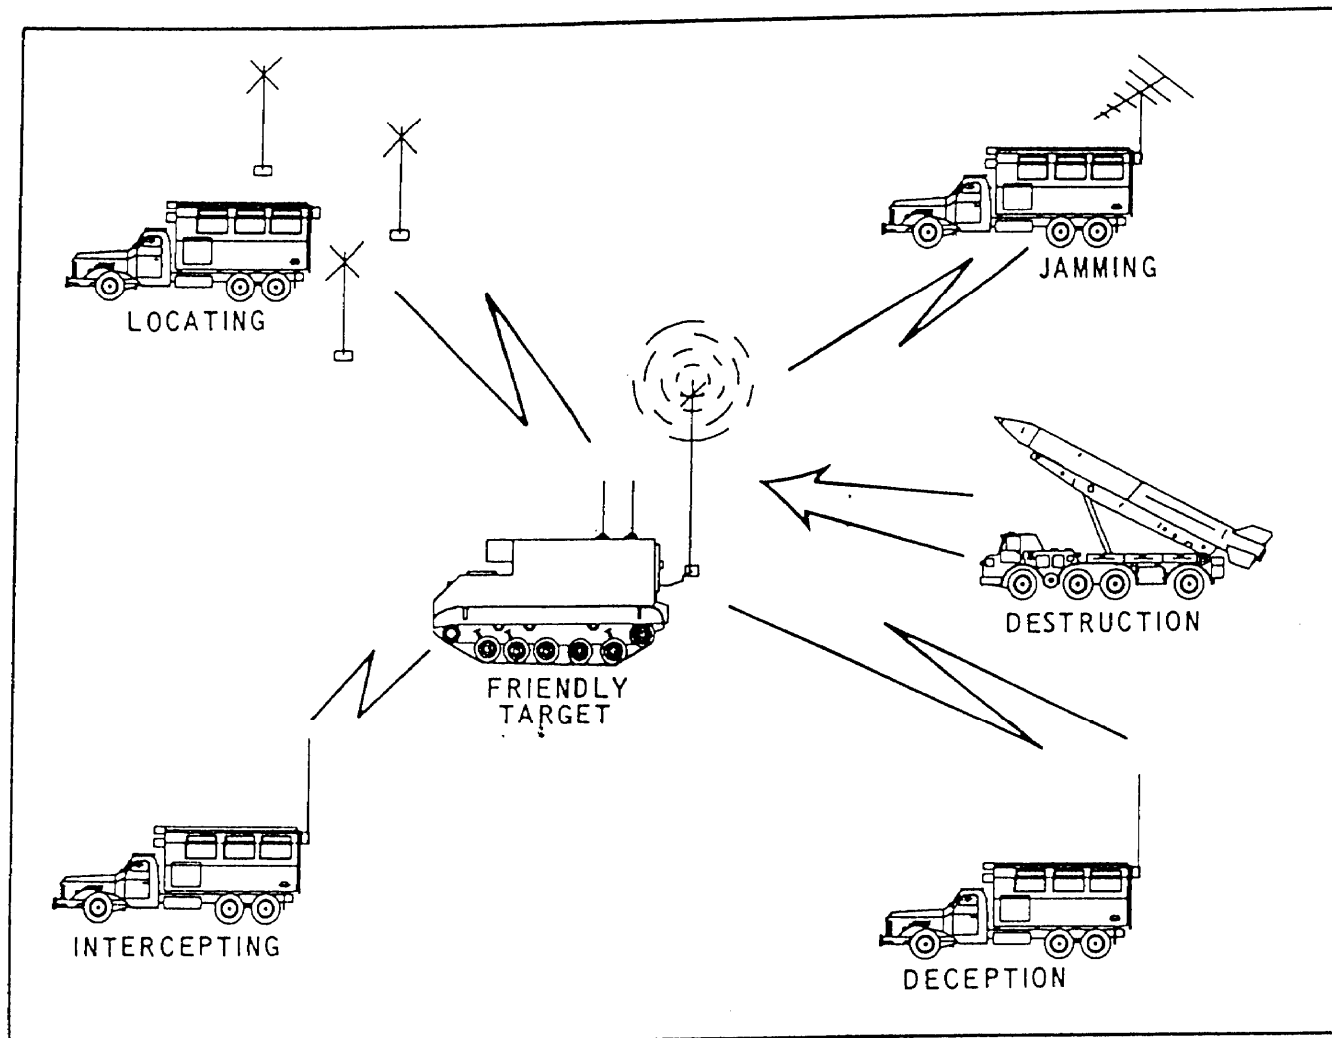 LOCATING
JAMMING
DESTRUCTION
FRIENDLY
TARGET
INTERCEPTING
DECEPTION